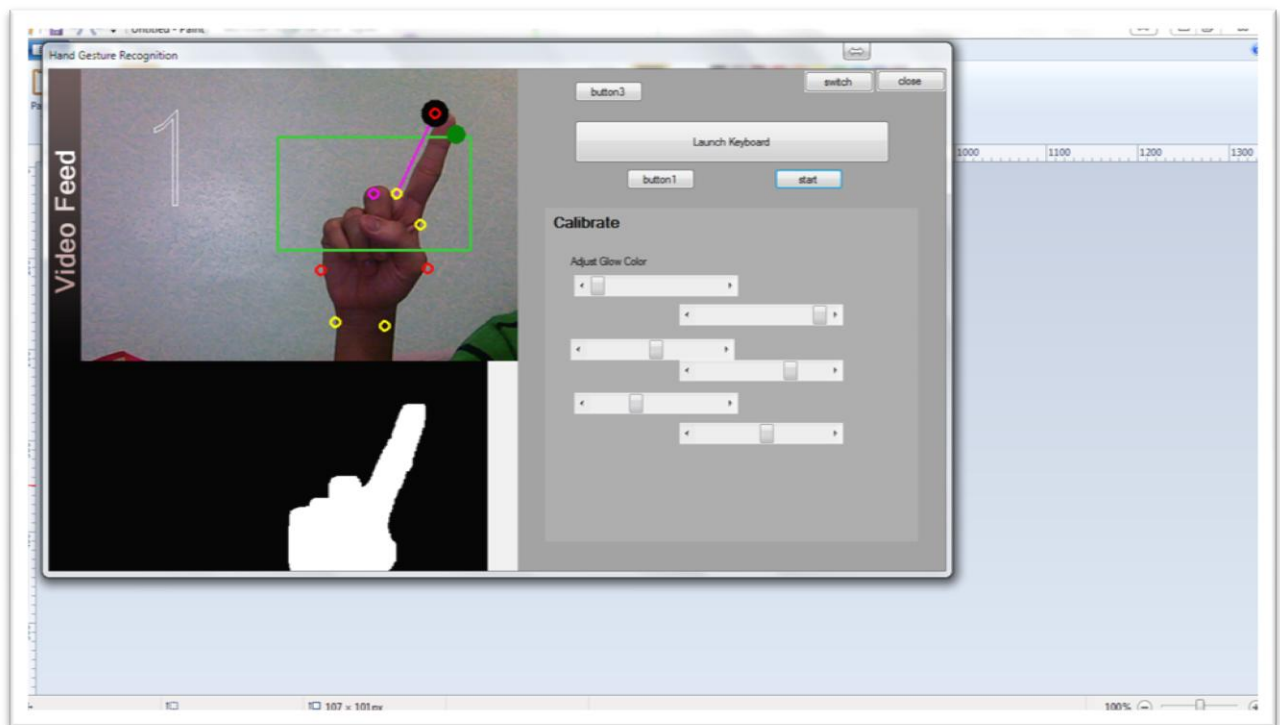 Untitled - Paint
Hand Gesture Recognition
switch
close
button3
Launch Keyboard
button1
start
1
Video Feed
Calibrate
Adjust Glow Color
1000 1100 1200 1300
107 × 101px
100%